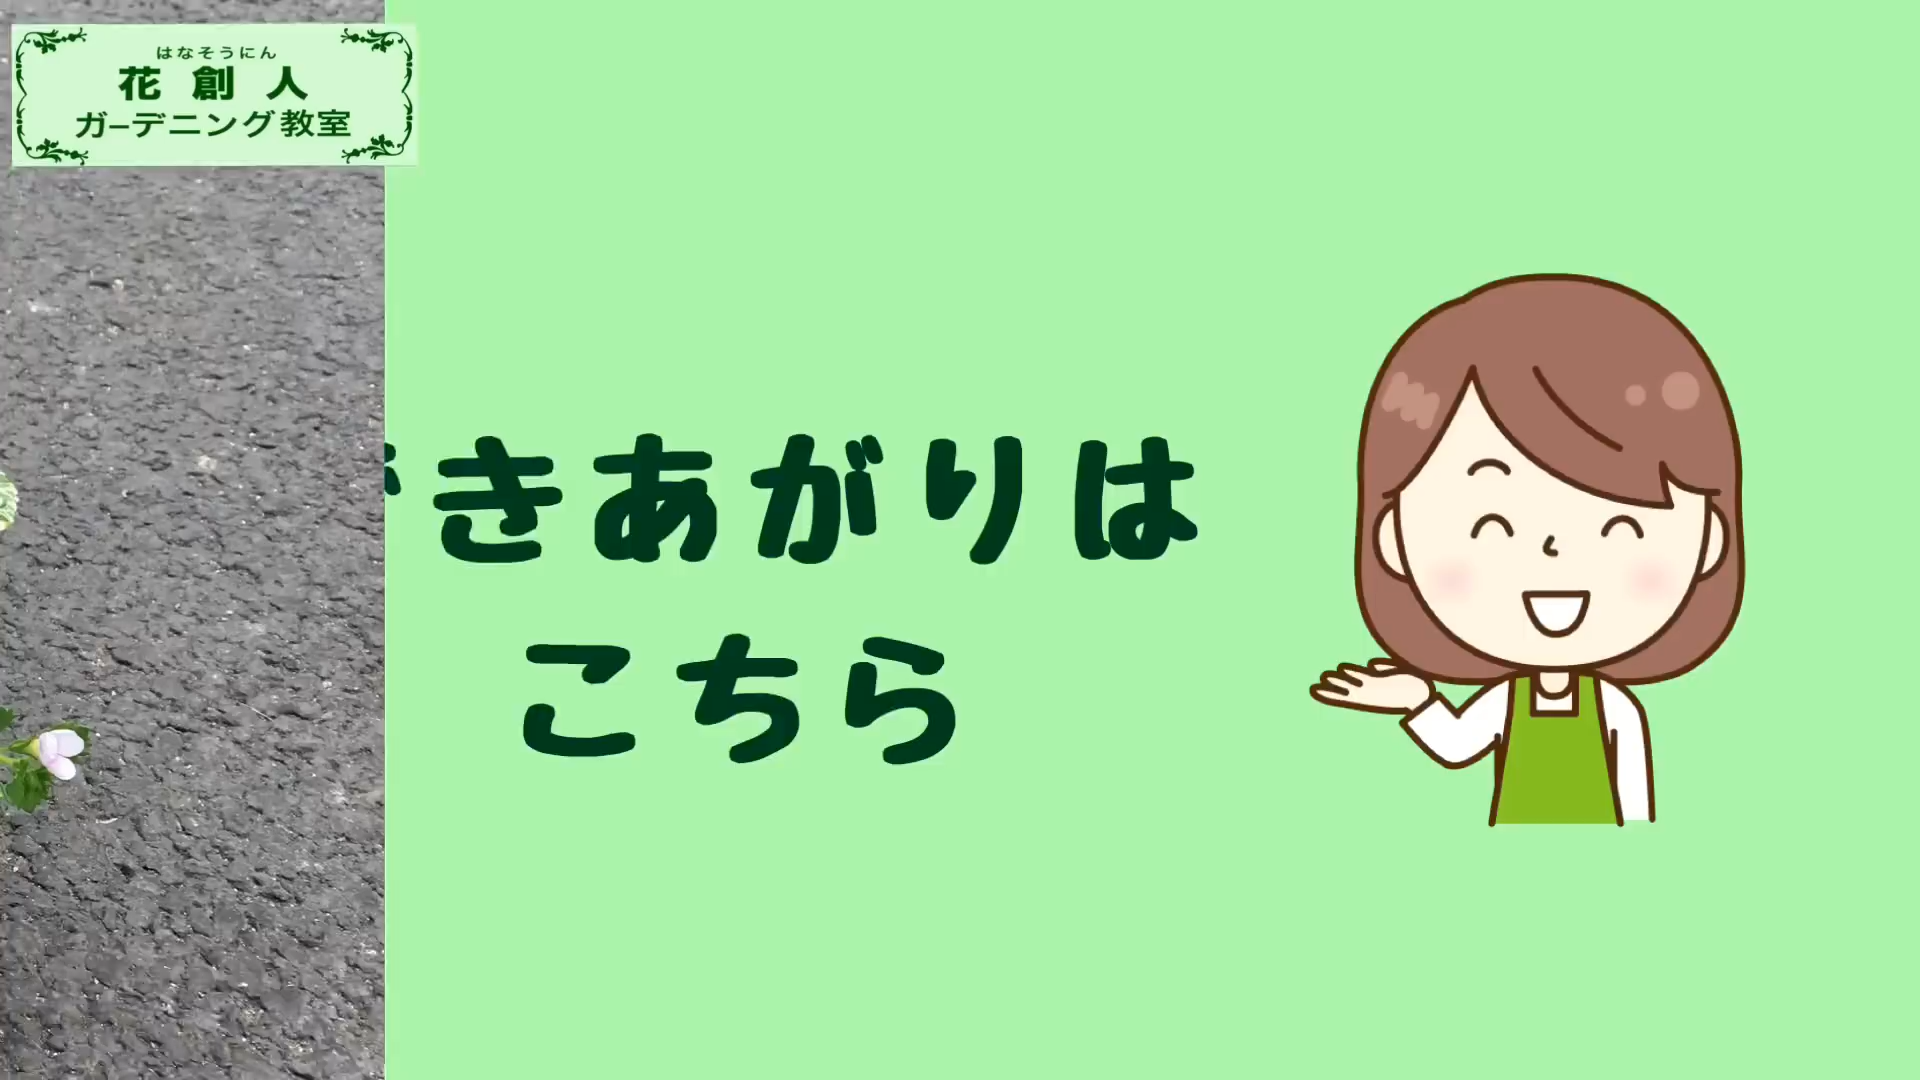 はなそうにん
花創人
ガーデニング教室
きあがりは
こちら